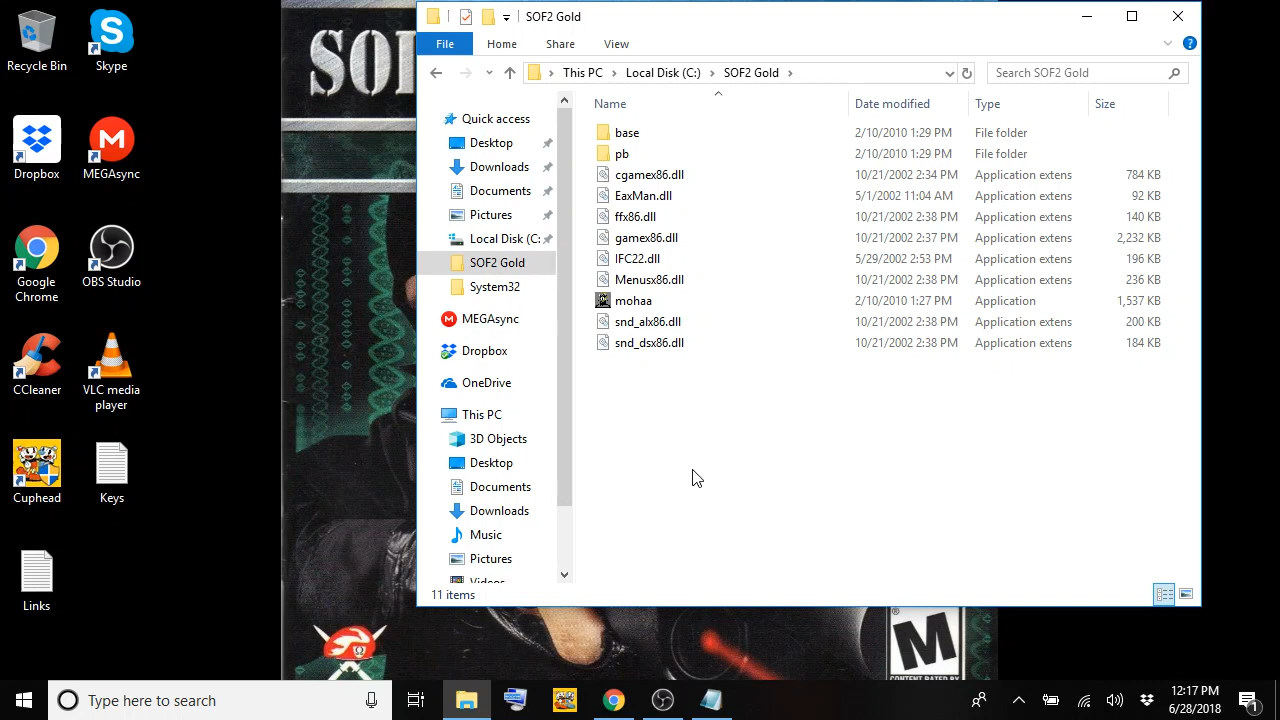 SOF2 Gold
File
Home
Share
View
This PC
Local Disk (C:)
SOF2 Gold
Search SOF2 Gold
Name
Date modified
Type
Size
base
2/10/2010 1:29 PM
File folder
pb
2/10/2010 1:29 PM
File folder
cgamex86.dll
10/21/2002 2:34 PM
Application extens
784 KB
EaxMan.dll
5/1/2002 11:04 AM
Application extens
92 KB
ffx86.dll
10/21/2002 2:38 PM
Application extens
140 KB
gamex86.dll
10/21/2002 2:37 PM
Application extens
2,232 KB
IFC22.dll
5/29/2002 2:53 PM
Application extens
196 KB
Menusx86.dll
10/21/2002 2:38 PM
Application extens
236 KB
mohaa
2/10/2010 1:27 PM
Application
1,537 KB
snd_alx86.dll
10/21/2002 2:38 PM
Application extens
200 KB
snd_dsx86.dll
10/21/2002 2:38 PM
Application extens
184 KB
Quick access
Desktop
Downloads
Documents
Pictures
Local Disk (C:
SOF2 Gold
System32
MEGAsync
Dropbox
OneDrive
This PC
3D Objects
Desktop
Documents
Downloads
Music
Pictures
Videos
11 items
Recycle Bin
Skype
Dropbox
MEGAsync
Google
Chrome
OBS Studio
CCleaner
VLC media
player
Cuphead
Keys
Links
SO
M
CONTENT RATED BY
Type here to search
12:17 PM
6/28/2018
1